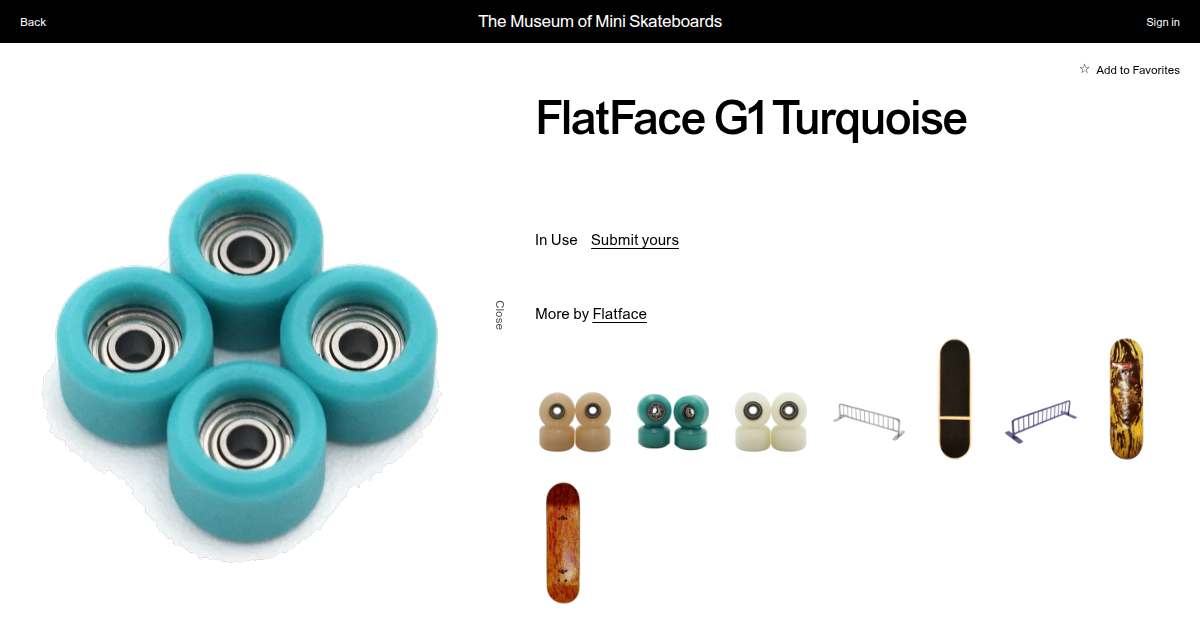 Back
The Museum of Mini Skateboards
Sign in
☆ Add to Favorites
FlatFace G1 Turquoise
In Use Submit yours
Close
More by Flatface